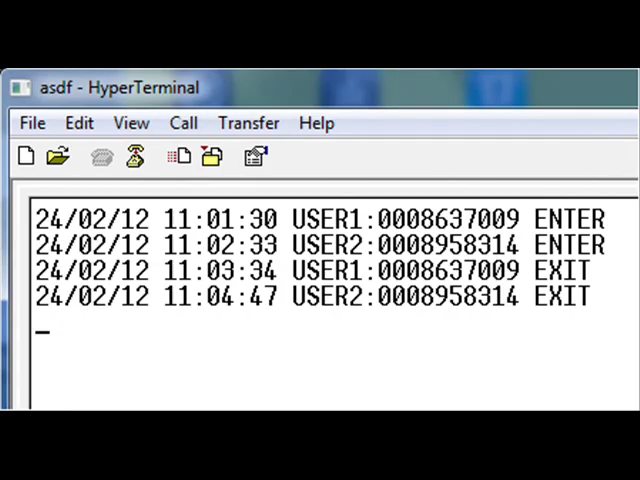 asdf - HyperTerminal
File Edit View Call Transfer Help
24/02/12 11:01:30 USER1:0008637009 ENTER
24/02/12 11:02:33 USER2:0008958314 ENTER
24/02/12 11:03:34 USER1:0008637009 EXIT
24/02/12 11:04:47 USER2:0008958314 EXIT